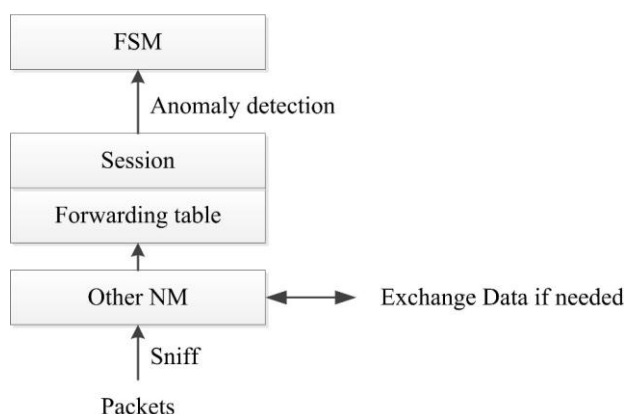 FSM
Anomaly detection
Session
Forwarding table
Other NM
Exchange Data if needed
Sniff
Packets